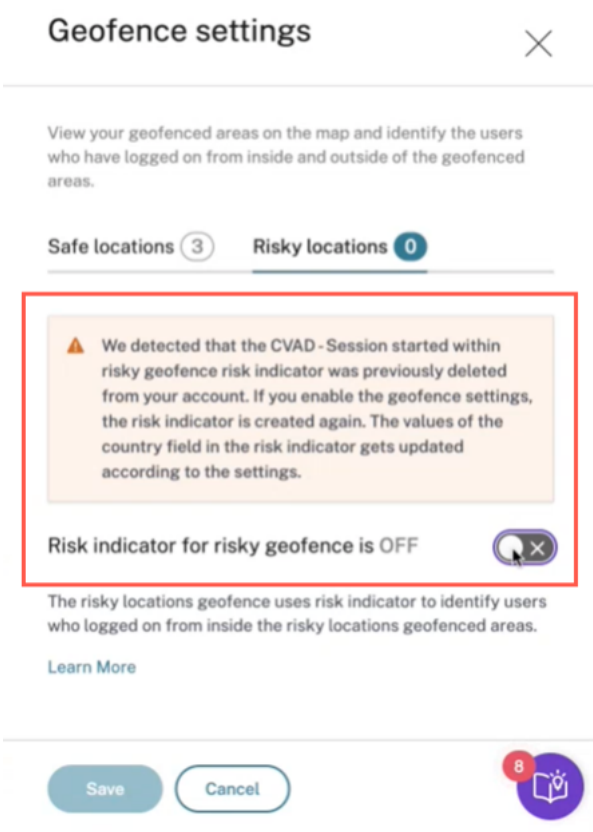 Geofence settings
View your geofenced areas on the map and identify the users
who have logged on from inside and outside of the geofenced
areas.
Safe locations 3 Risky locations 0
We detected that the CVAD - Session started within
risky geofence risk indicator was previously deleted
from your account. If you enable the geofence settings,
the risk indicator is created again. The values of the
country field in the risk indicator gets updated
according to the settings.
Risk indicator for risky geofence is OFF
The risky locations geofence uses risk indicator to identify users
who logged on from inside the risky locations geofenced areas.
Learn More
Save Cancel 8